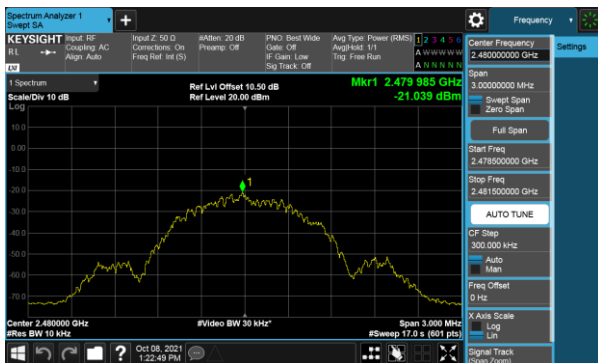 Spectrum Analyzer 1
Swept SA
+
Frequency
KEYSIGHT
Input: RF
Coupling: AC
Align: Auto
Input Z: 50 Ω
Corrections: On
Freq Ref: Int (S)
#Atten: 20 dB
Preamp: Off
PNO: Best Wide
Gate: Off
IF Gain: Low
Sig Track: Off
Avg Type: Power (RMS)
Avg|Hold: 1/1
Trig: Free Run
1 2 3 4 5 6
A W W W W W
A N N N N N
RL
LXI
1 Spectrum
Scale/Div 10 dB
Log
Ref Lvl Offset 10.50 dB
Ref Level 20.00 dBm
Mkr1 2.479 985 GHz
-21.039 dBm
10.0
0.00
-10.0
-20.0
-30.0
-40.0
-50.0
-60.0
-70.0
1
Center 2.480000 GHz
#Res BW 10 kHz
#Video BW 30 kHz*
Span 3.000 MHz
#Sweep 17.0 s (601 pts)
Center Frequency
2.480000000 GHz
Settings
Span
3.00000000 MHz
Swept Span
Zero Span
Full Span
Start Freq
2.478500000 GHz
Stop Freq
2.481500000 GHz
AUTO TUNE
CF Step
300.000 kHz
Auto
Man
Freq Offset
0 Hz
X Axis Scale
Log
Lin
Signal Track
(Span Zoom)
?
Oct 08, 2021
1:22:49 PM